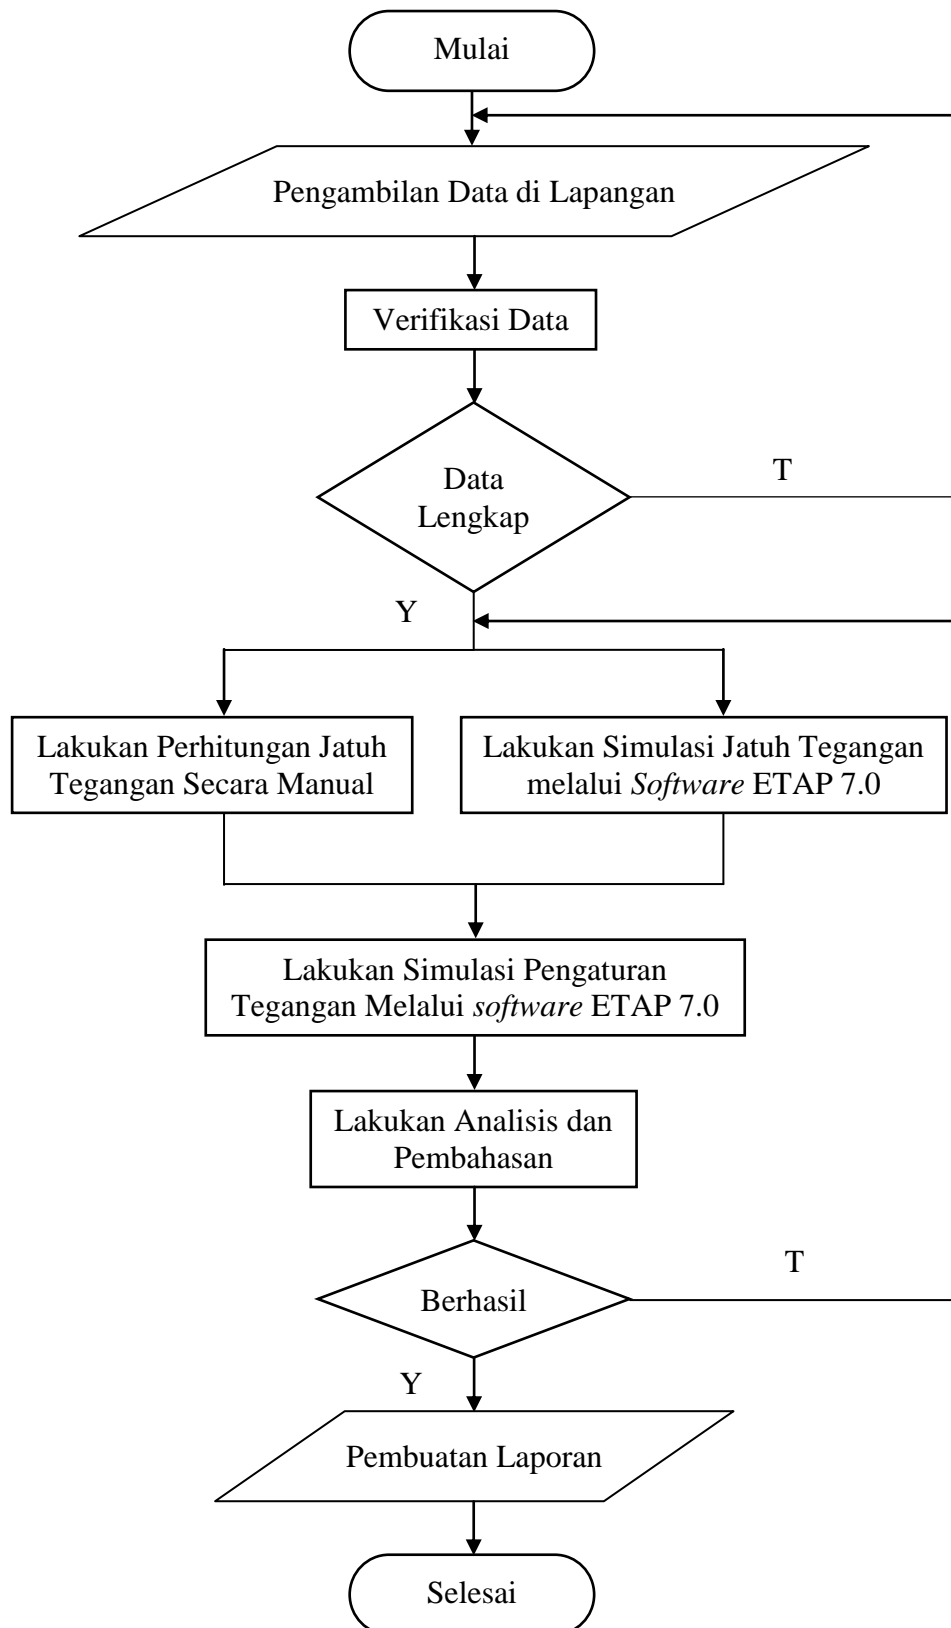 Mulai
Pengambilan Data di Lapangan
Verifikasi Data
Data
Lengkap
T
Y
Lakukan Perhitungan Jatuh
Tegangan Secara Manual
Lakukan Simulasi Jatuh Tegangan
melalui Software ETAP 7.0
Lakukan Simulasi Pengaturan
Tegangan Melalui software ETAP 7.0
Lakukan Analisis dan
Pembahasan
Berhasil
T
Y
Pembuatan Laporan
Selesai